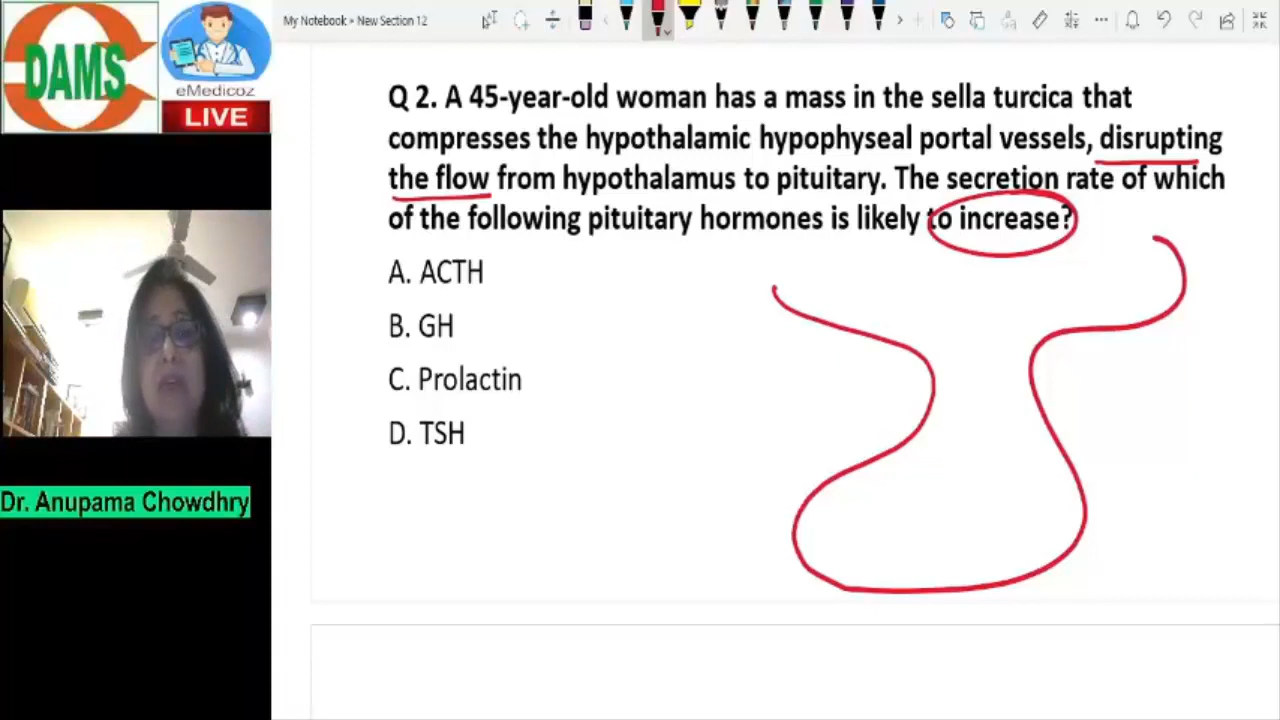 DAMS
eMedicoz
LIVE
My Notebook » New Section 12
Q 2. A 45-year-old woman has a mass in the sella turcica that
compresses the hypothalamic hypophyseal portal vessels, disrupting
the flow from hypothalamus to pituitary. The secretion rate of which
of the following pituitary hormones is likely to increase?
A. ACTH
B. GH
C. Prolactin
D. TSH
Dr. Anupama Chowdhry